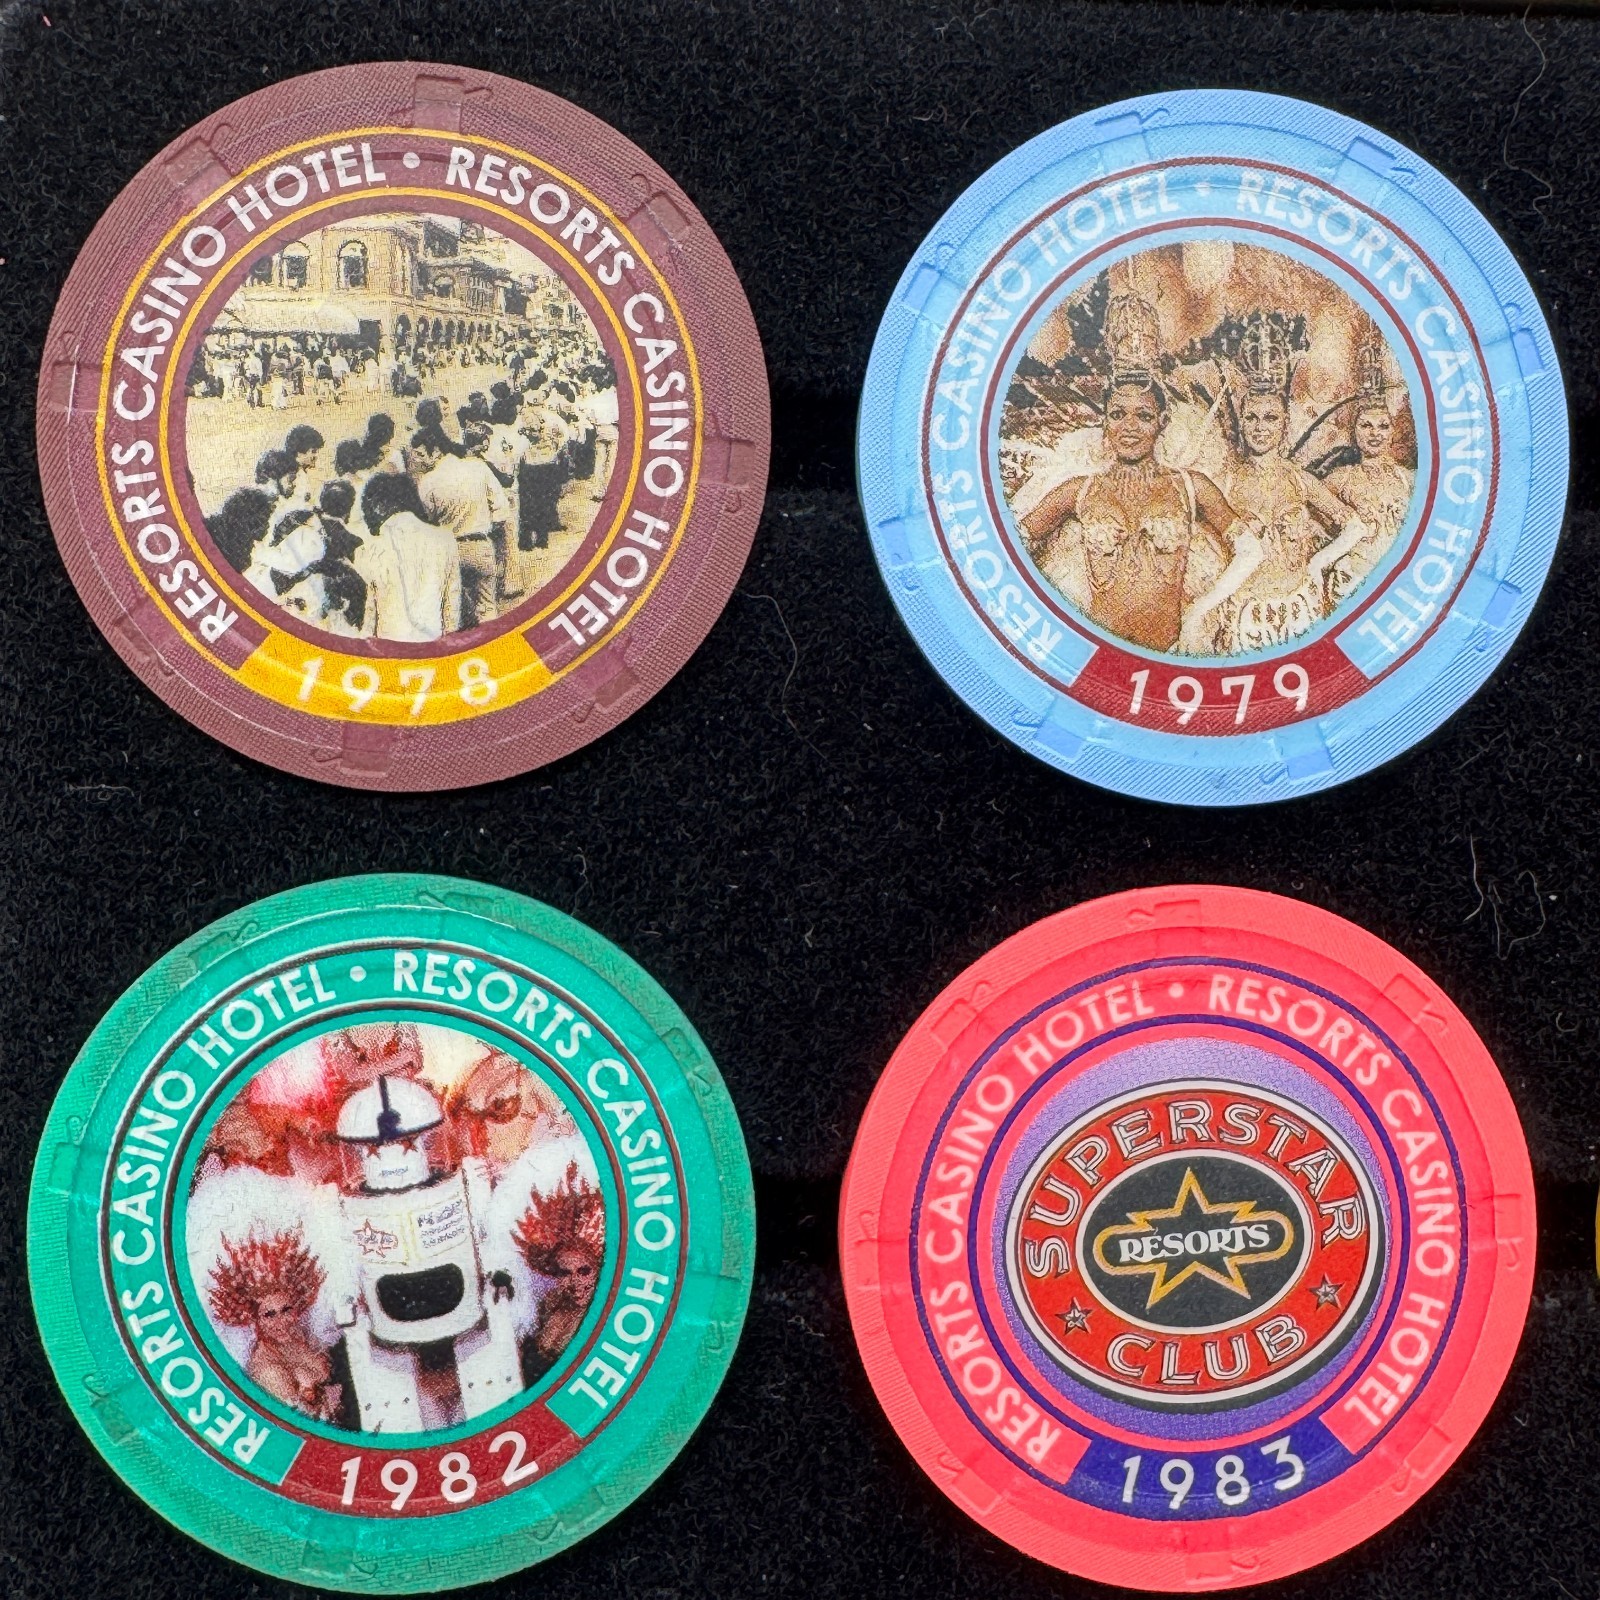 RESORTS CASINO HOTEL • RESORTS CASINO HOTEL
1978
RESORTS CASINO HOTEL • RESORTS CASINO HOTEL
1979
RESORTS CASINO HOTEL • RESORTS CASINO HOTEL
1982
RESORTS CASINO HOTEL • RESORTS CASINO HOTEL
SUPERSTAR
RESORTS
CLUB
1983